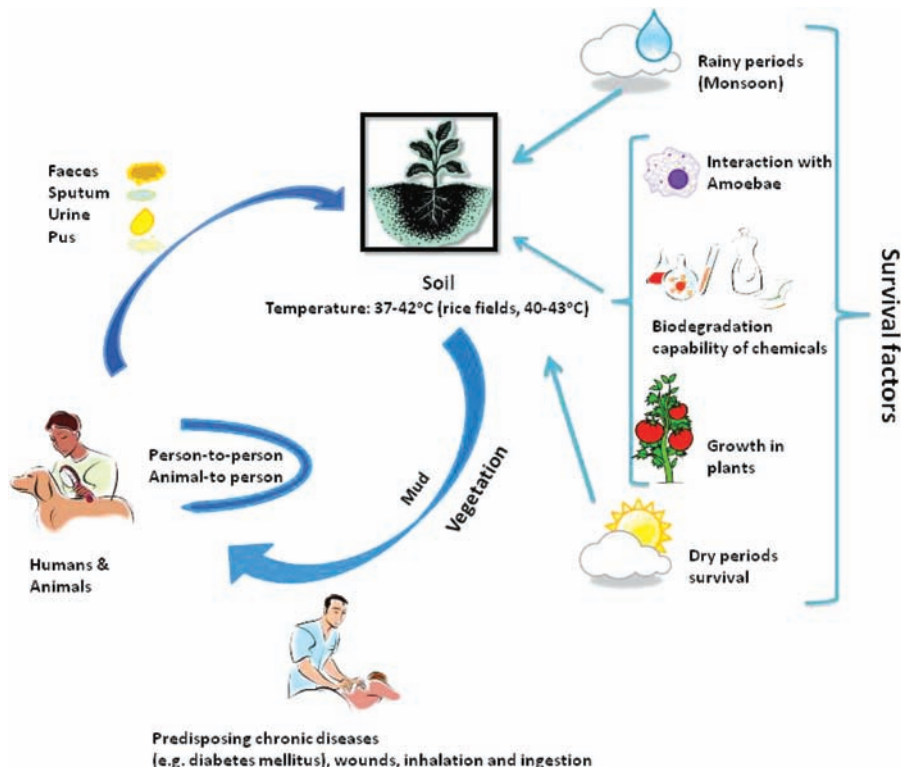 Rainy periods
(Monsoon)
Faeces
Sputum
Urine
Pus
Interaction with
Amoebae
Soil
Temperature: 37-42°C (rice fields, 40-43°C)
Biodegradation
capability of chemicals
Survival factors
Person-to-person
Animal-to person
Mud
Vegetation
Growth in
plants
Humans &
Animals
Dry periods
survival
Predisposing chronic diseases
(e.g. diabetes mellitus), wounds, inhalation and ingestion